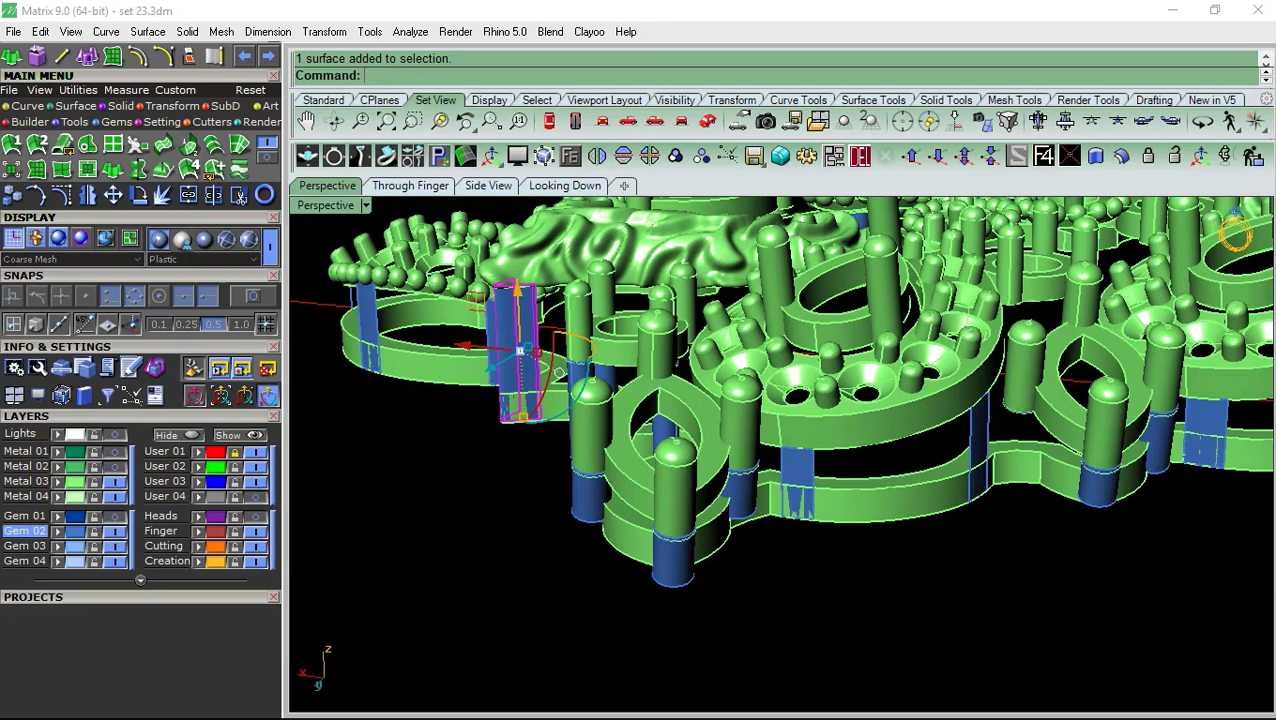 Matrix 9.0 (64-bit) - set 23.3dm
File Edit View Curve Surface Solid Mesh Dimension Transform Tools Analyze Render Rhino 5.0 Blend Clayoo Help
1 surface added to selection.
Command:
MAIN MENU
File View Utilities Measure Custom Reset
Curve Surface Solid Transform SubD Art
Builder Tools Gems Setting Cutters Render
Standard CPlanes Set View Display Select Viewport Layout Visibility Transform Curve Tools Surface Tools Solid Tools Mesh Tools Render Tools Drafting New in V5
Perspective Through Finger Side View Looking Down
Perspective
DISPLAY
Coarse Mesh Plastic
SNAPS
0.1 0.25 0.5 1.0
INFO & SETTINGS
LAYERS
Lights Hide Show
Metal 01 User 01
Metal 02 User 02
Metal 03 User 03
Metal 04 User 04
Gem 01 Heads
Gem 02 Finger
Gem 03 Cutting
Gem 04 Creation
PROJECTS
z
x
y